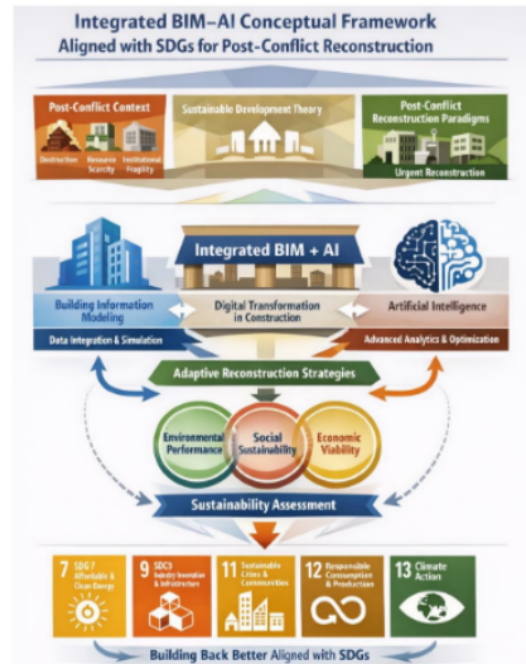 Integrated BIM–AI Conceptual Framework
Aligned with SDGs for Post-Conflict Reconstruction
Post-Conflict
Context
Destruction
Resource
Scarcity
Institutional
Fragility
Sustainable Development Theory
Post-Conflict
Reconstruction Paradigms
Urgent Reconstruction
Integrated BIM + AI
Building Information
Modeling
Digital Transformation
in Construction
Artificial Intelligence
Data Integration & Simulation
Advanced Analytics & Optimization
Adaptive Reconstruction Strategies
Environmental
Performance
Social
Sustainability
Economic
Viability
Sustainability Assessment
7 SDG 7
Affordable &
Clean Energy
9 SDG
Industry Innovation
& Infrastructure
11 Sustainable
Cities &
Communities
12 Responsible
Consumption
& Production
13 Climate
Action
Building Back Better Aligned with SDGs